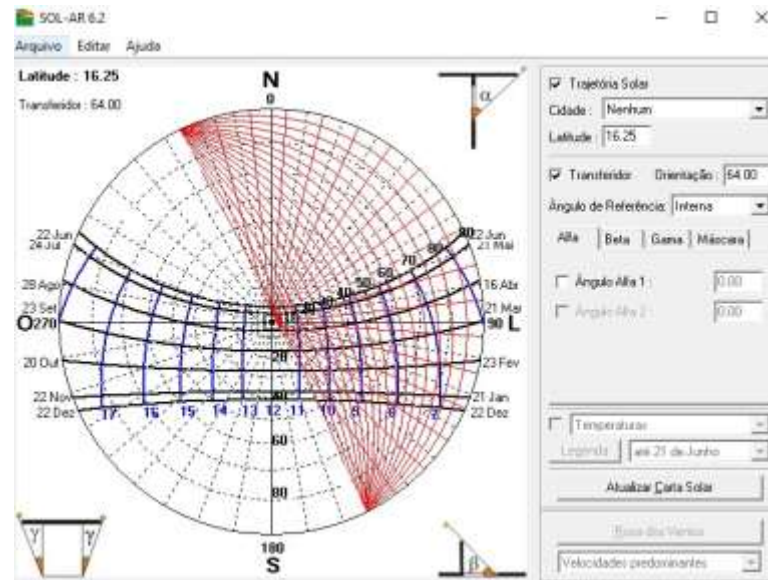 SOL-AR 6.2
Arquivo Editar Ajuda
Latitude : 16.25
Transferidor : 64.00
N
0
α
22 Jun
24 Jul
28 Ago
23 Set
O 270
20 Out
22 Nov
22 Dez
22 Jun
21 Mai
16 Abr
21 Mar
90 L
23 Fev
21 Jan
22 Dez
80
80
70
60
50
40
20
40
60
80
17 16 15 14 13 12 11 10 9 8 7
180
S
γ γ
β
Trajetória Solar
Cidade : Nenhum
Latitude : 16.25
Transferidor Orientação : 64.00
Ângulo de Referência: Interna
Alfa Beta Gama Máscara
Ângulo Alfa 1 : 0.00
Ângulo Alfa 2 : 0.00
Temperaturas
Legenda até 21 de Junho
Atualizar Carta Solar
Rosa dos Ventos
Velocidades predominantes